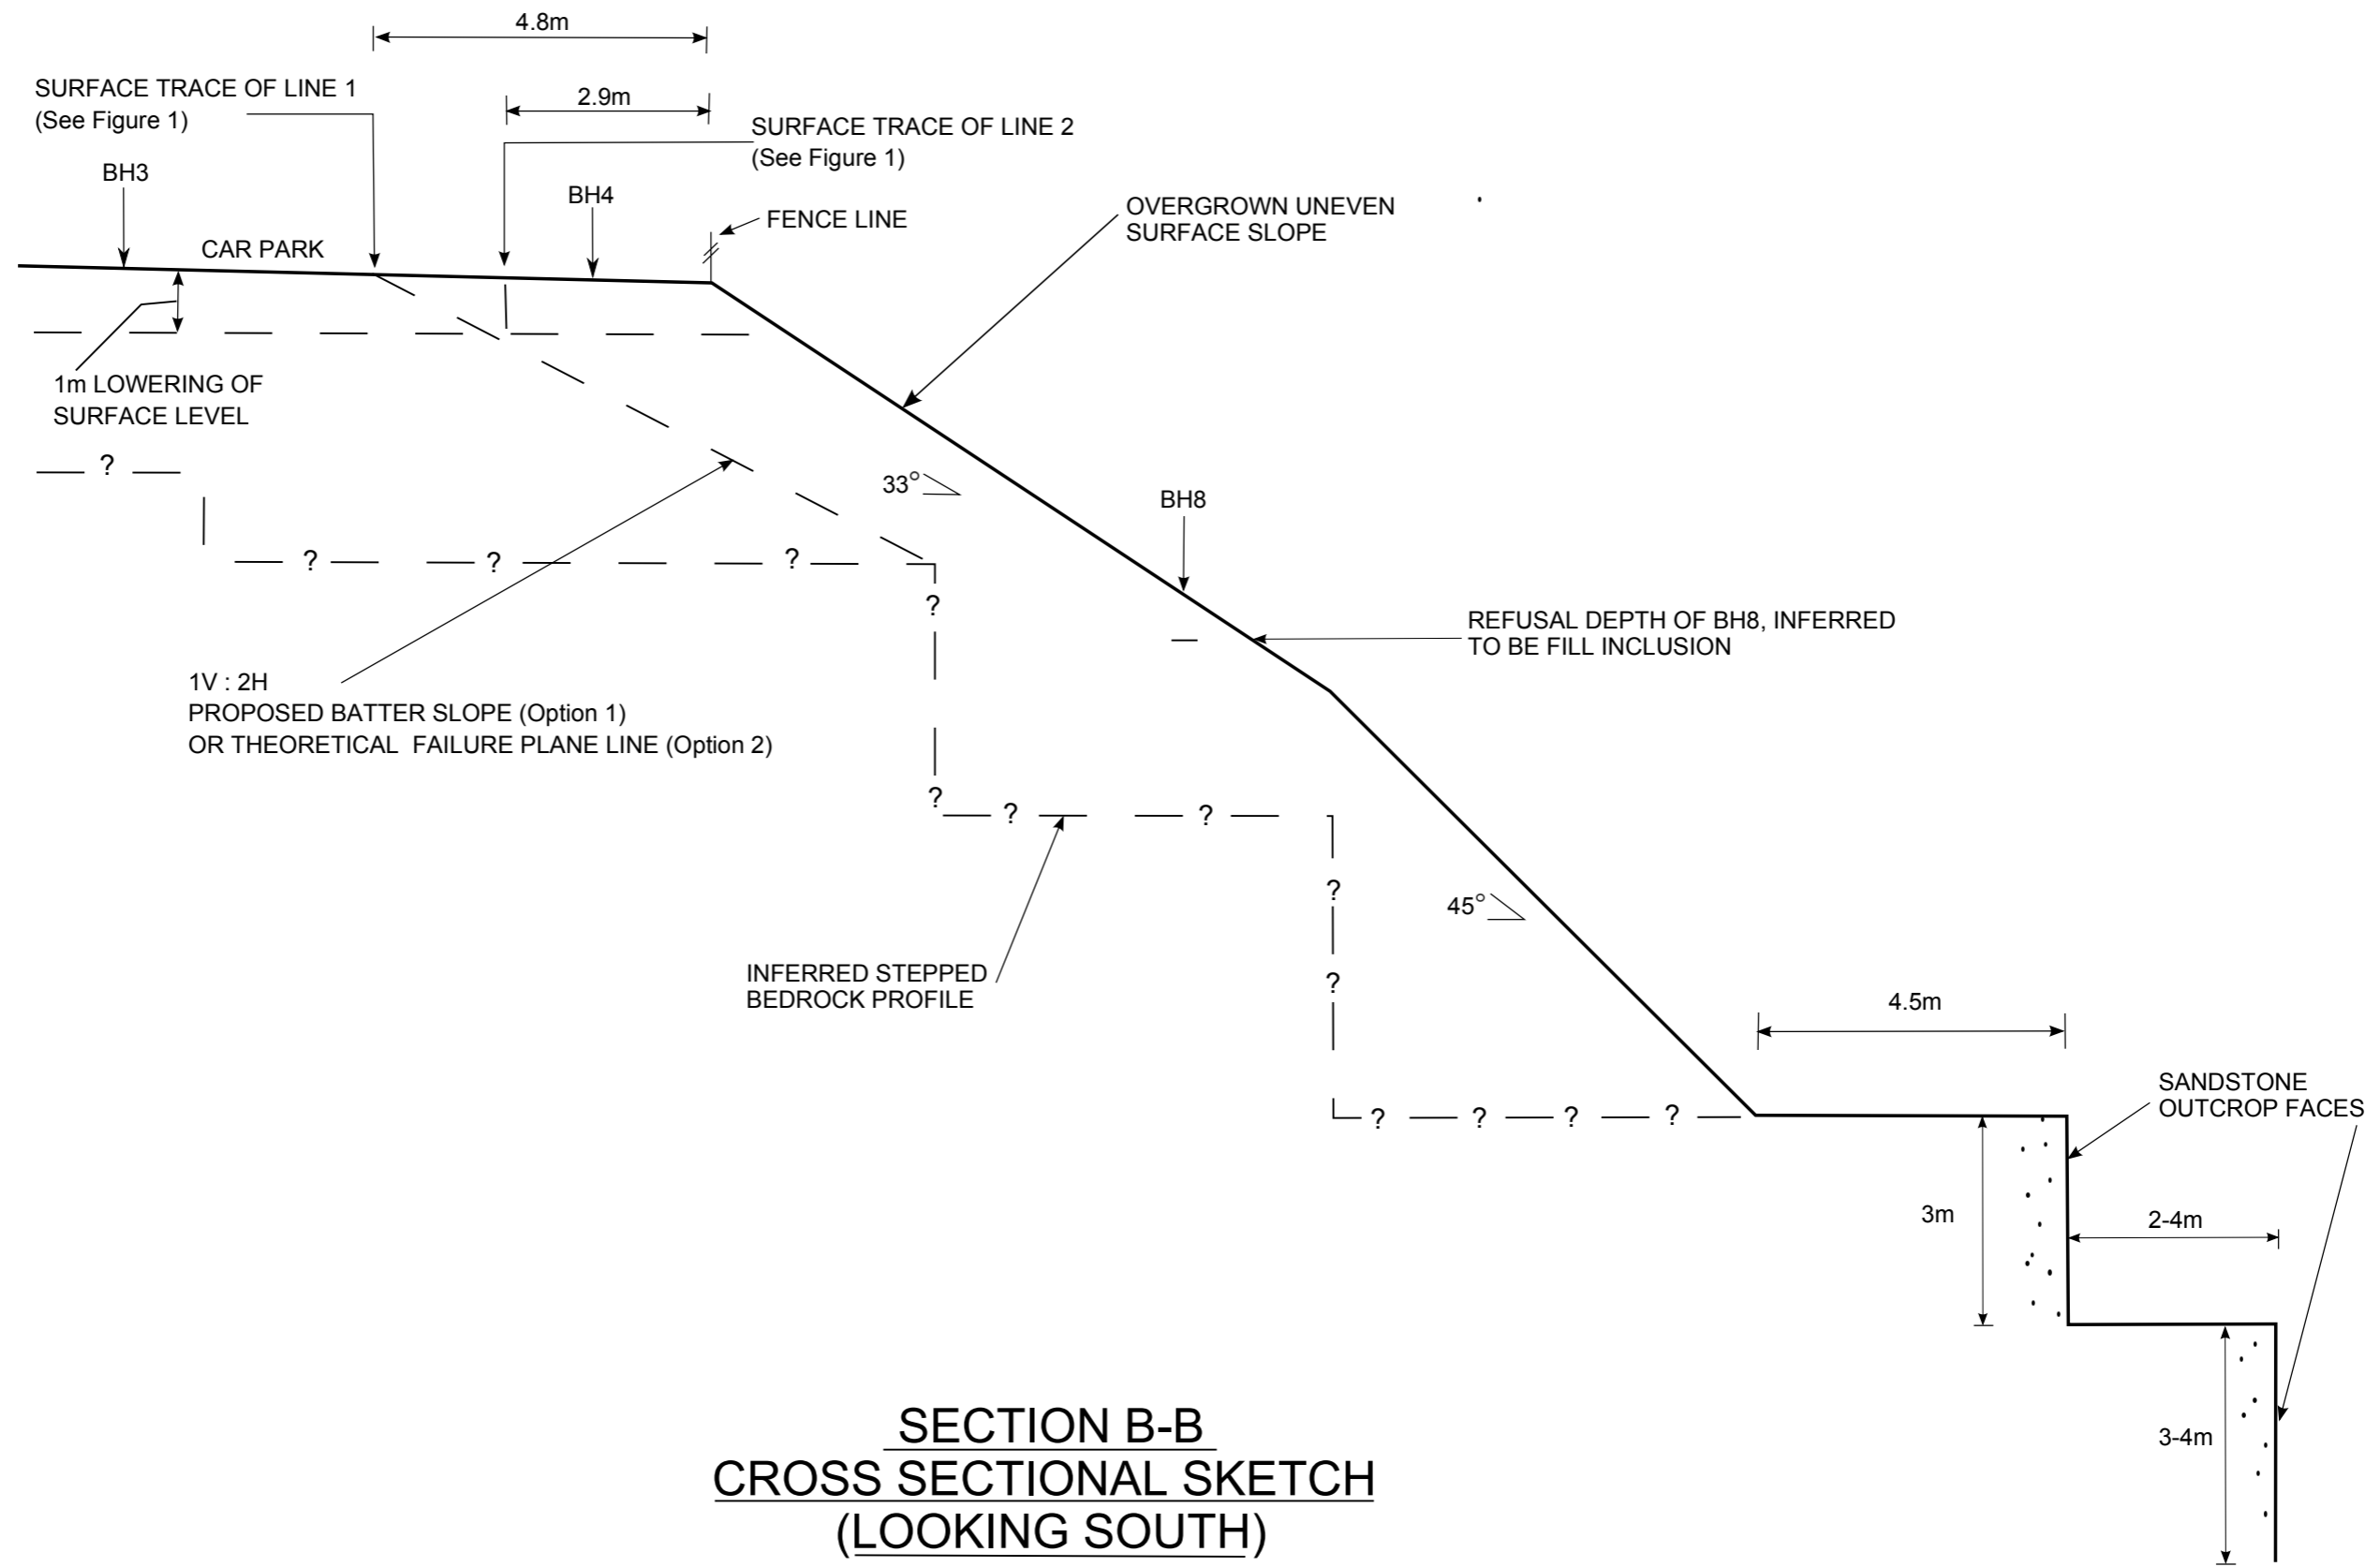 4.8m
SURFACE TRACE OF LINE 1
(See Figure 1)
2.9m
SURFACE TRACE OF LINE 2
(See Figure 1)
BH3
BH4
FENCE LINE
OVERGROWN UNEVEN
SURFACE SLOPE
CAR PARK
1m LOWERING OF
SURFACE LEVEL
?
33°
BH8
? ? ?
?
REFUSAL DEPTH OF BH8, INFERRED
TO BE FILL INCLUSION
1V : 2H
PROPOSED BATTER SLOPE (Option 1)
OR THEORETICAL FAILURE PLANE LINE (Option 2)
?
? ?
?
45°
INFERRED STEPPED
BEDROCK PROFILE
?
4.5m
SANDSTONE
OUTCROP FACES
? ? ? ?
3m
2-4m
3-4m
SECTION B-B
CROSS SECTIONAL SKETCH
(LOOKING SOUTH)